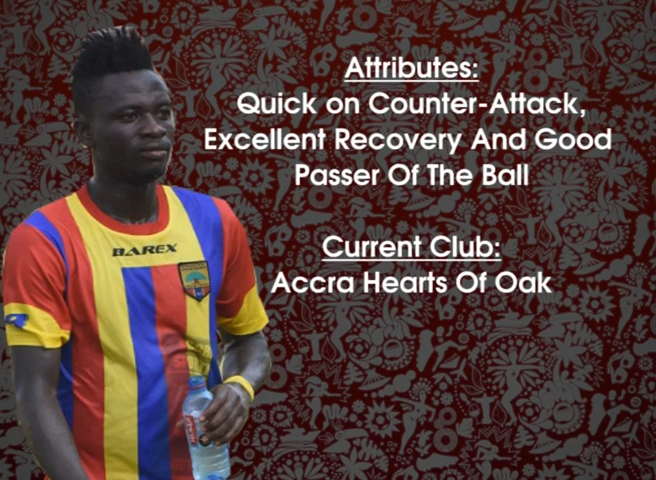 Attributes:
Quick on Counter-Attack,
Excellent Recovery And Good
Passer Of The Ball
Current Club:
Accra Hearts Of Oak
BAREX